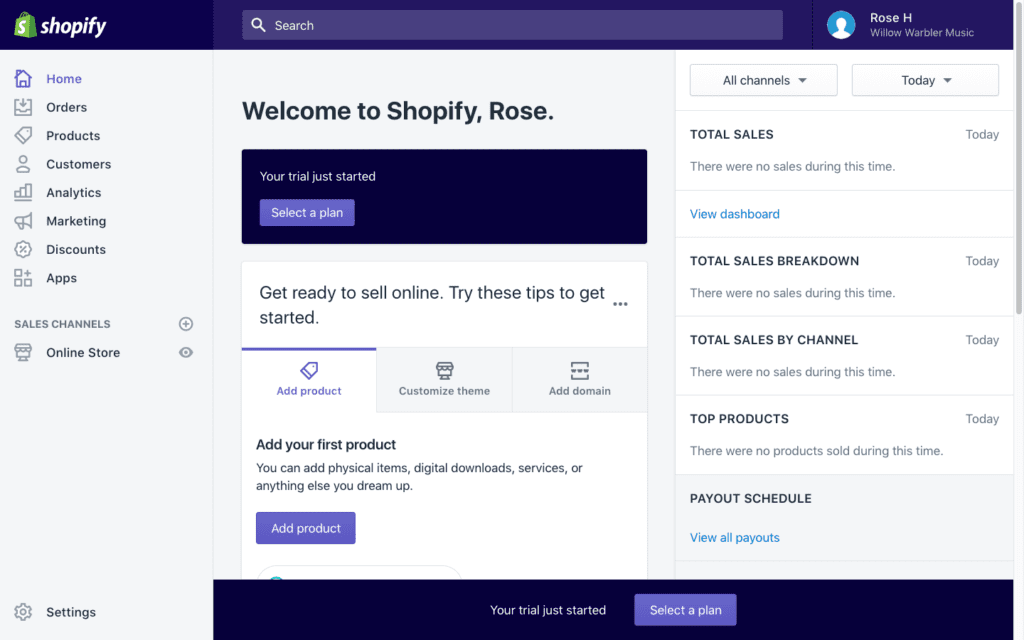 shopify
Search
Rose H
Willow Warbler Music
Home
Orders
Products
Customers
Analytics
Marketing
Discounts
Apps
SALES CHANNELS
Online Store
Settings
Welcome to Shopify, Rose.
Your trial just started
Select a plan
Get ready to sell online. Try these tips to get
started.
Add product
Customize theme
Add domain
Add your first product
You can add physical items, digital downloads, services, or
anything else you dream up.
Add product
All channels
Today
TOTAL SALES
Today
There were no sales during this time.
View dashboard
TOTAL SALES BREAKDOWN
Today
There were no sales during this time.
TOTAL SALES BY CHANNEL
Today
There were no sales during this time.
TOP PRODUCTS
Today
There were no products sold during this time.
PAYOUT SCHEDULE
View all payouts
Your trial just started
Select a plan